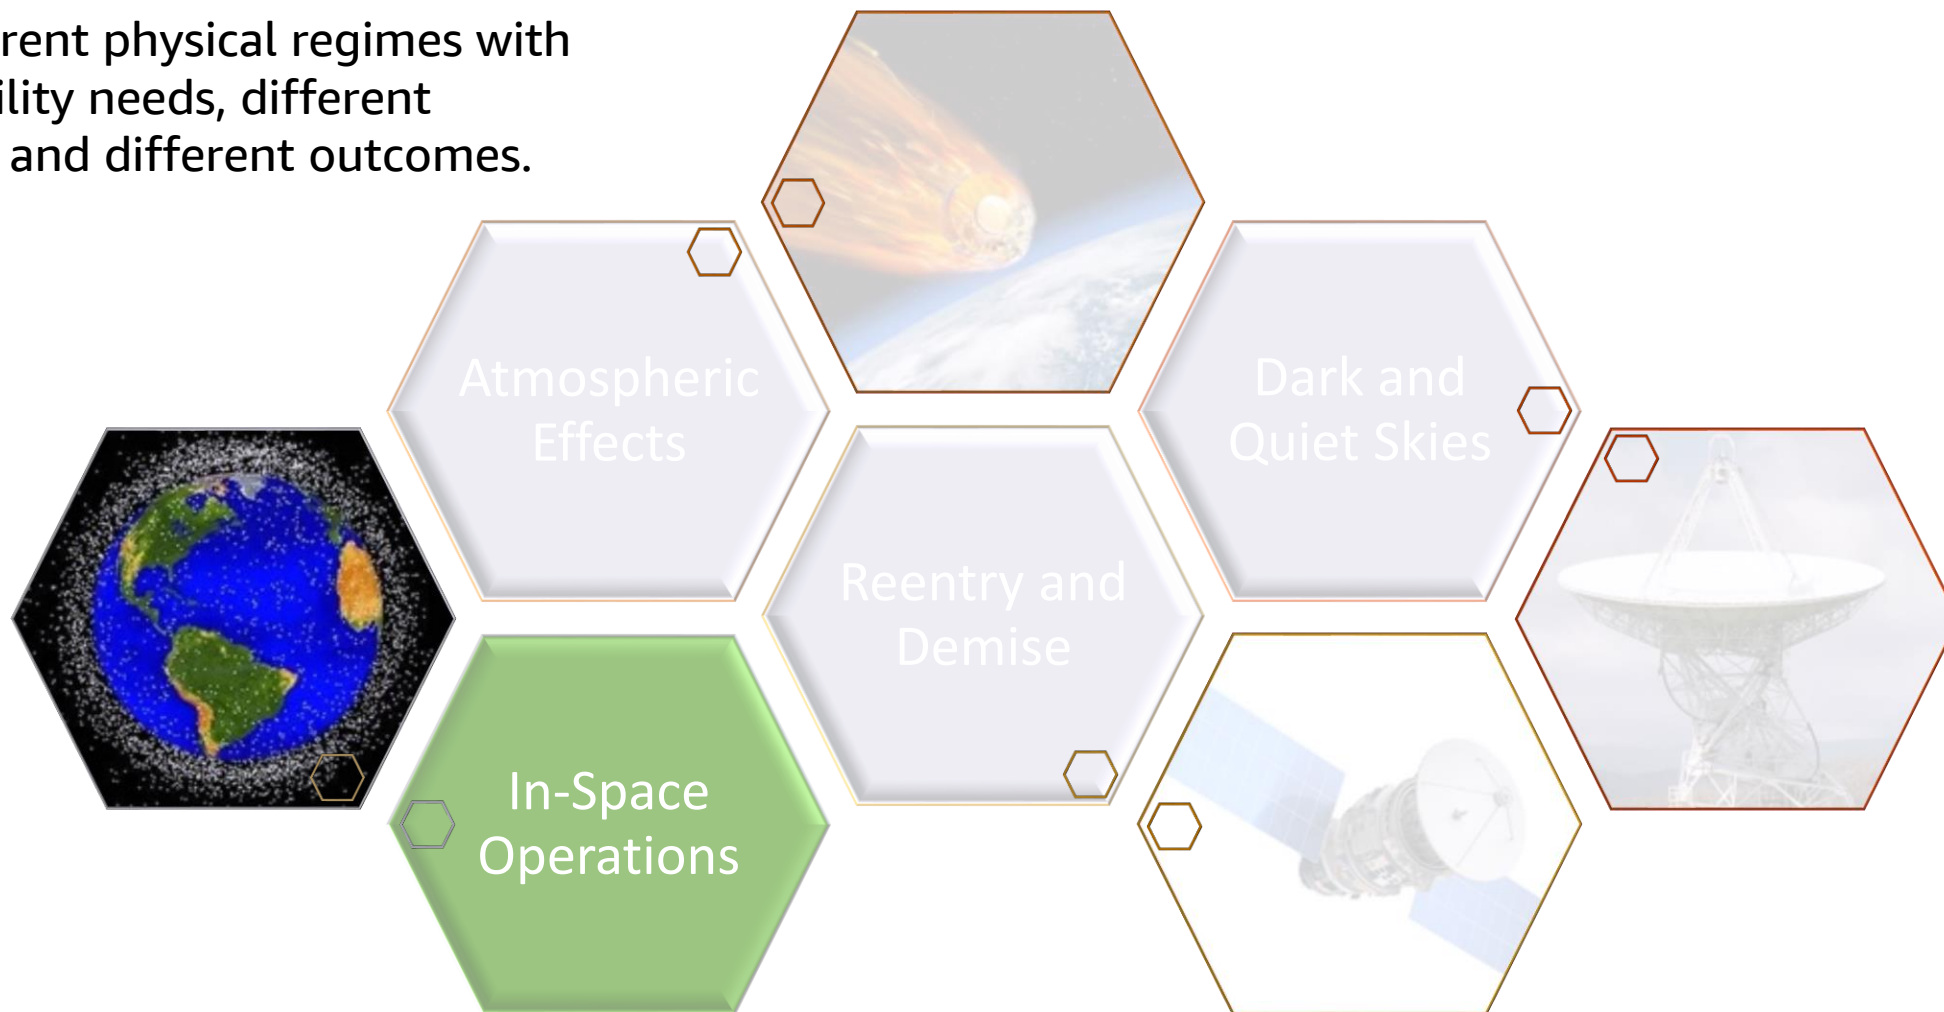 rent physical regimes with
ility needs, different
and different outcomes.
Atmospheric
Effects
Dark and
Quiet Skies
Reentry and
Demise
In-Space
Operations